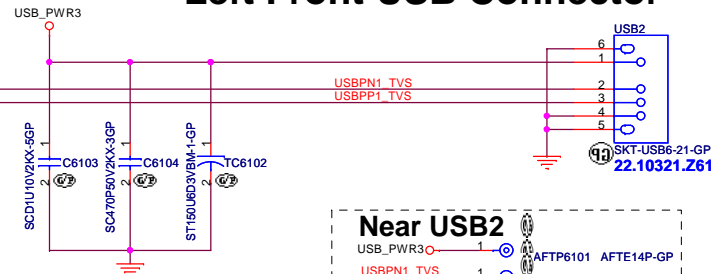 Left Front USB Connector
USB_PWR3
USB2
6
1
USBPN1_TVS
2
USBPP1_TVS
3
4
5
SKT-USB6-21-GP
22.10321.Z61
SCD1U10V2KX-5GP
1
2
C6103
SC470P50V2KX-3GP
1
2
C6104
ST150U6D3VBM-1-GP
1
2
TC6102
Near USB2
USB_PWR3
1
AFTP6101 AFTE14P-GP
USBPN1_TVS
1